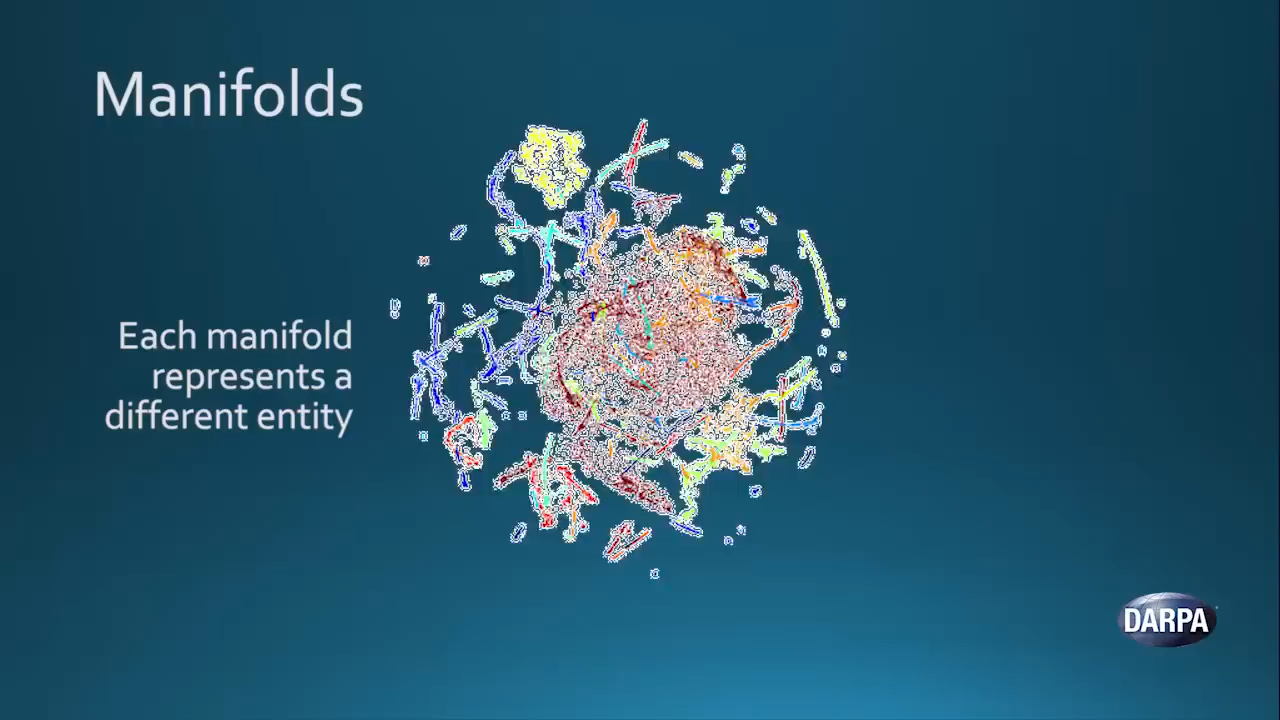 Manifolds
Each manifold
represents a
different entity
DARPA